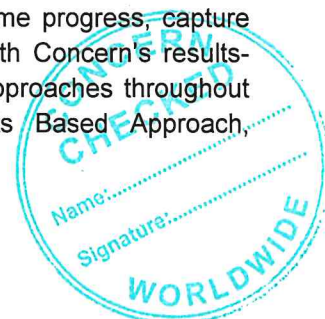 me progress, capture
th Concern's results-
pproaches throughout
s Based Approach,
CONCERN
CHECKED
Name:
Signature:
WORLDWIDE